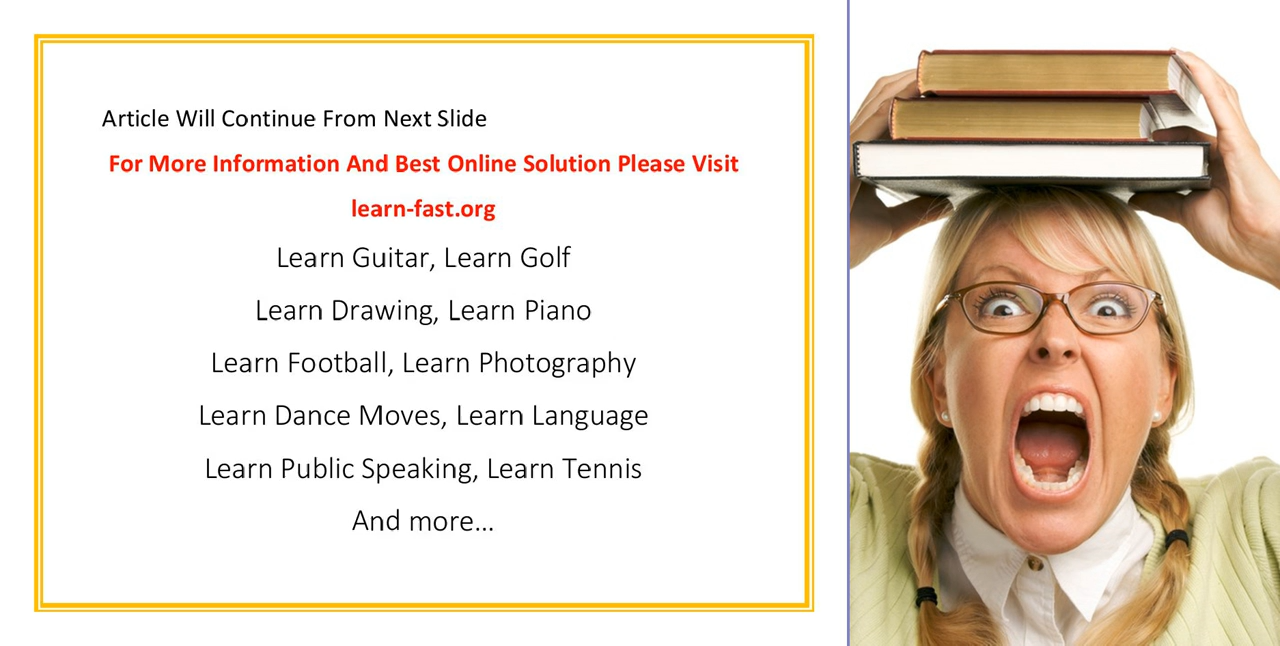 Article Will Continue From Next Slide
For More Information And Best Online Solution Please Visit
learn-fast.org
Learn Guitar, Learn Golf
Learn Drawing, Learn Piano
Learn Football, Learn Photography
Learn Dance Moves, Learn Language
Learn Public Speaking, Learn Tennis
And more...